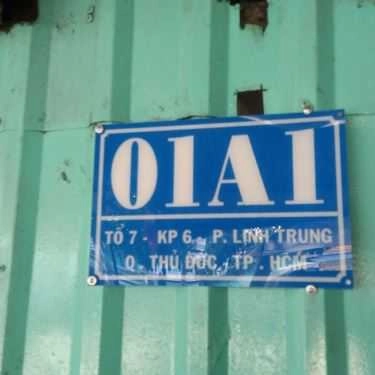 01A1
TỔ 7 - KP 6 - P. LINH TRUNG
Q. THỦ ĐỨC . TP . HCM